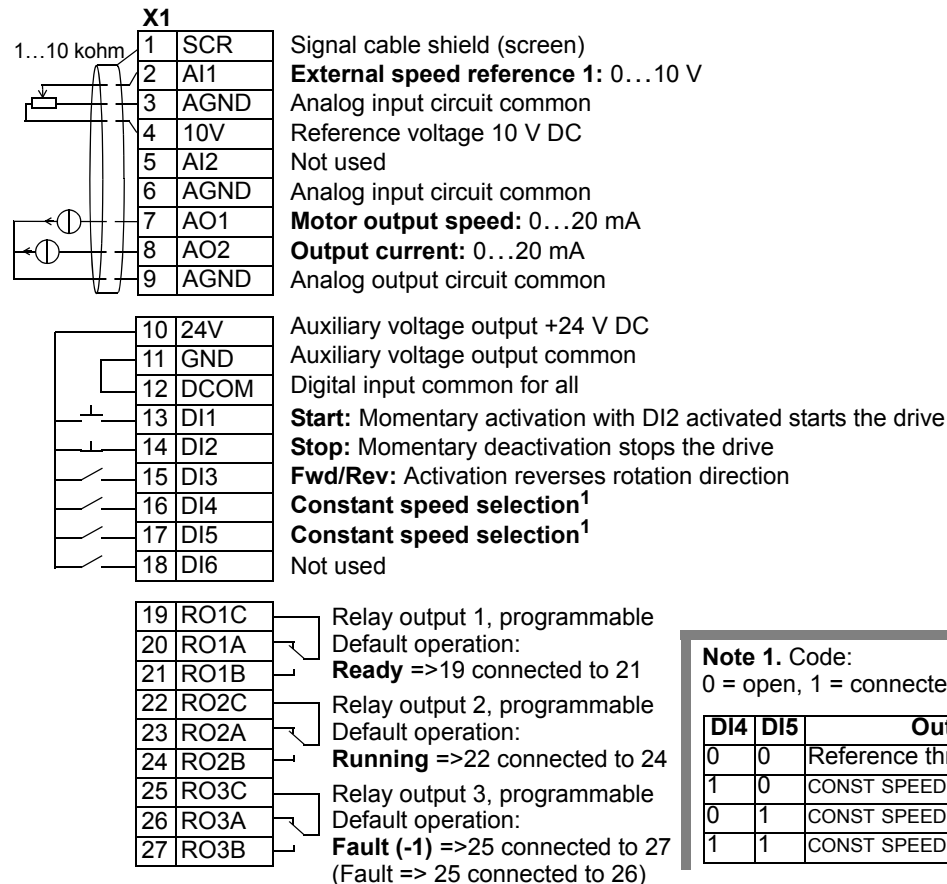 X1
1…10 kohm
1 SCR Signal cable shield (screen)
2 AI1 External speed reference 1: 0…10 V
3 AGND Analog input circuit common
4 10V Reference voltage 10 V DC
5 AI2 Not used
6 AGND Analog input circuit common
7 AO1 Motor output speed: 0…20 mA
8 AO2 Output current: 0…20 mA
9 AGND Analog output circuit common
10 24V Auxiliary voltage output +24 V DC
11 GND Auxiliary voltage output common
12 DCOM Digital input common for all
13 DI1 Start: Momentary activation with DI2 activated starts the drive
14 DI2 Stop: Momentary deactivation stops the drive
15 DI3 Fwd/Rev: Activation reverses rotation direction
16 DI4 Constant speed selection1
17 DI5 Constant speed selection1
18 DI6 Not used
19 RO1C Relay output 1, programmable
20 RO1A Default operation:
21 RO1B Ready =>19 connected to 21
22 RO2C Relay output 2, programmable
23 RO2A Default operation:
24 RO2B Running =>22 connected to 24
25 RO3C Relay output 3, programmable
26 RO3A Default operation:
27 RO3B Fault (-1) =>25 connected to 27
(Fault => 25 connected to 26)
Note 1. Code:
0 = open, 1 =
DI4 DI5
0 0 Reference
1 0 CONST SPEED
0 1 CONST SPEED
1 1 CONST SPEED